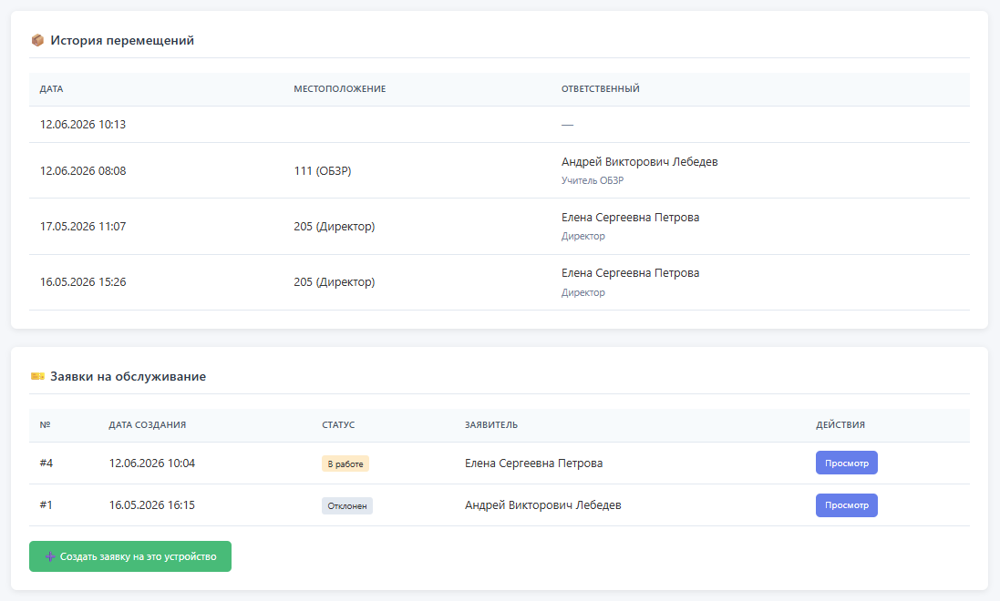 История перемещений
ДАТА МЕСТОПОЛОЖЕНИЕ ОТВЕТСТВЕННЫЙ
12.06.2026 10:13 —
12.06.2026 08:08 111 (ОБЗР) Андрей Викторович Лебедев
Учитель ОБЗР
17.05.2026 11:07 205 (Директор) Елена Сергеевна Петрова
Директор
16.05.2026 15:26 205 (Директор) Елена Сергеевна Петрова
Директор
Заявки на обслуживание
№ ДАТА СОЗДАНИЯ СТАТУС ЗАЯВИТЕЛЬ ДЕЙСТВИЯ
#4 12.06.2026 10:04 В работе Елена Сергеевна Петрова Просмотр
#1 16.05.2026 16:15 Отклонен Андрей Викторович Лебедев Просмотр
Создать заявку на это устройство